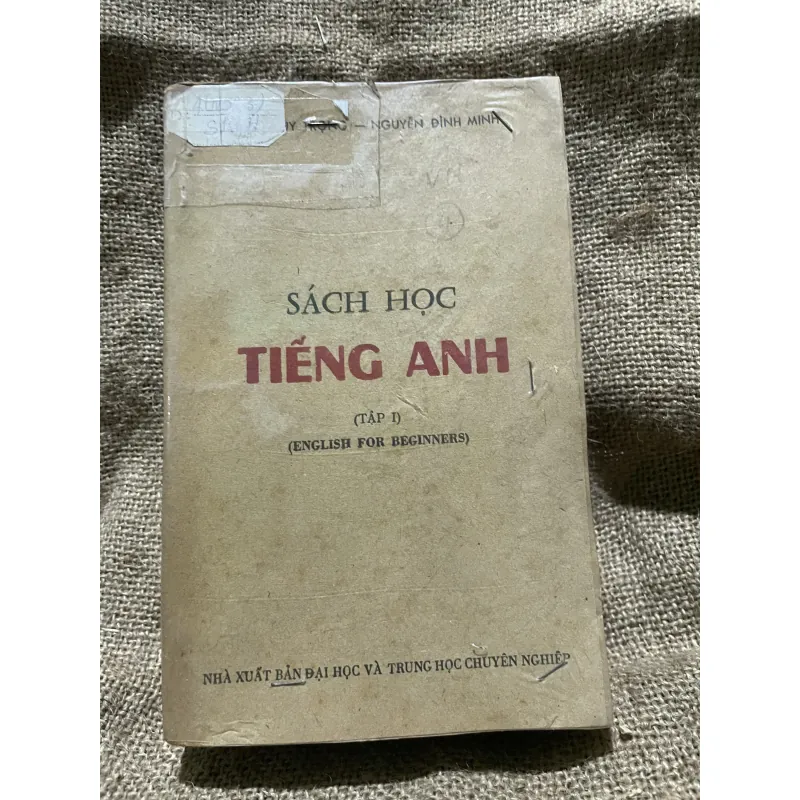 TRỌNG — NGUYỄN ĐÌNH MINH
SÁCH HỌC
TIẾNG ANH
(TẬP I)
(ENGLISH FOR BEGINNERS)
NHÀ XUẤT BẢN ĐẠI HỌC VÀ TRUNG HỌC CHUYÊN NGHIỆP